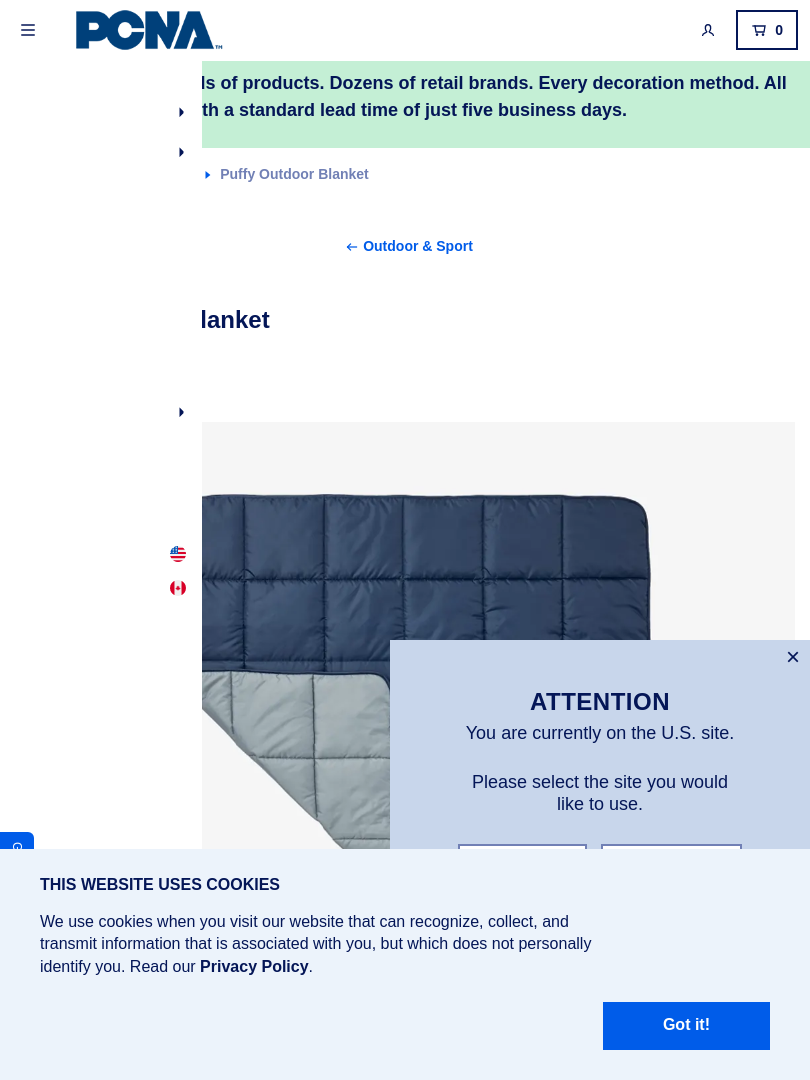 PCNA™
0
ls of products. Dozens of retail brands. Every decoration method. All
th a standard lead time of just five business days.
Puffy Outdoor Blanket
Outdoor & Sport
lanket
ATTENTION
You are currently on the U.S. site.
Please select the site you would
like to use.
THIS WEBSITE USES COOKIES
We use cookies when you visit our website that can recognize, collect, and
transmit information that is associated with you, but which does not personally
identify you. Read our Privacy Policy.
Got it!